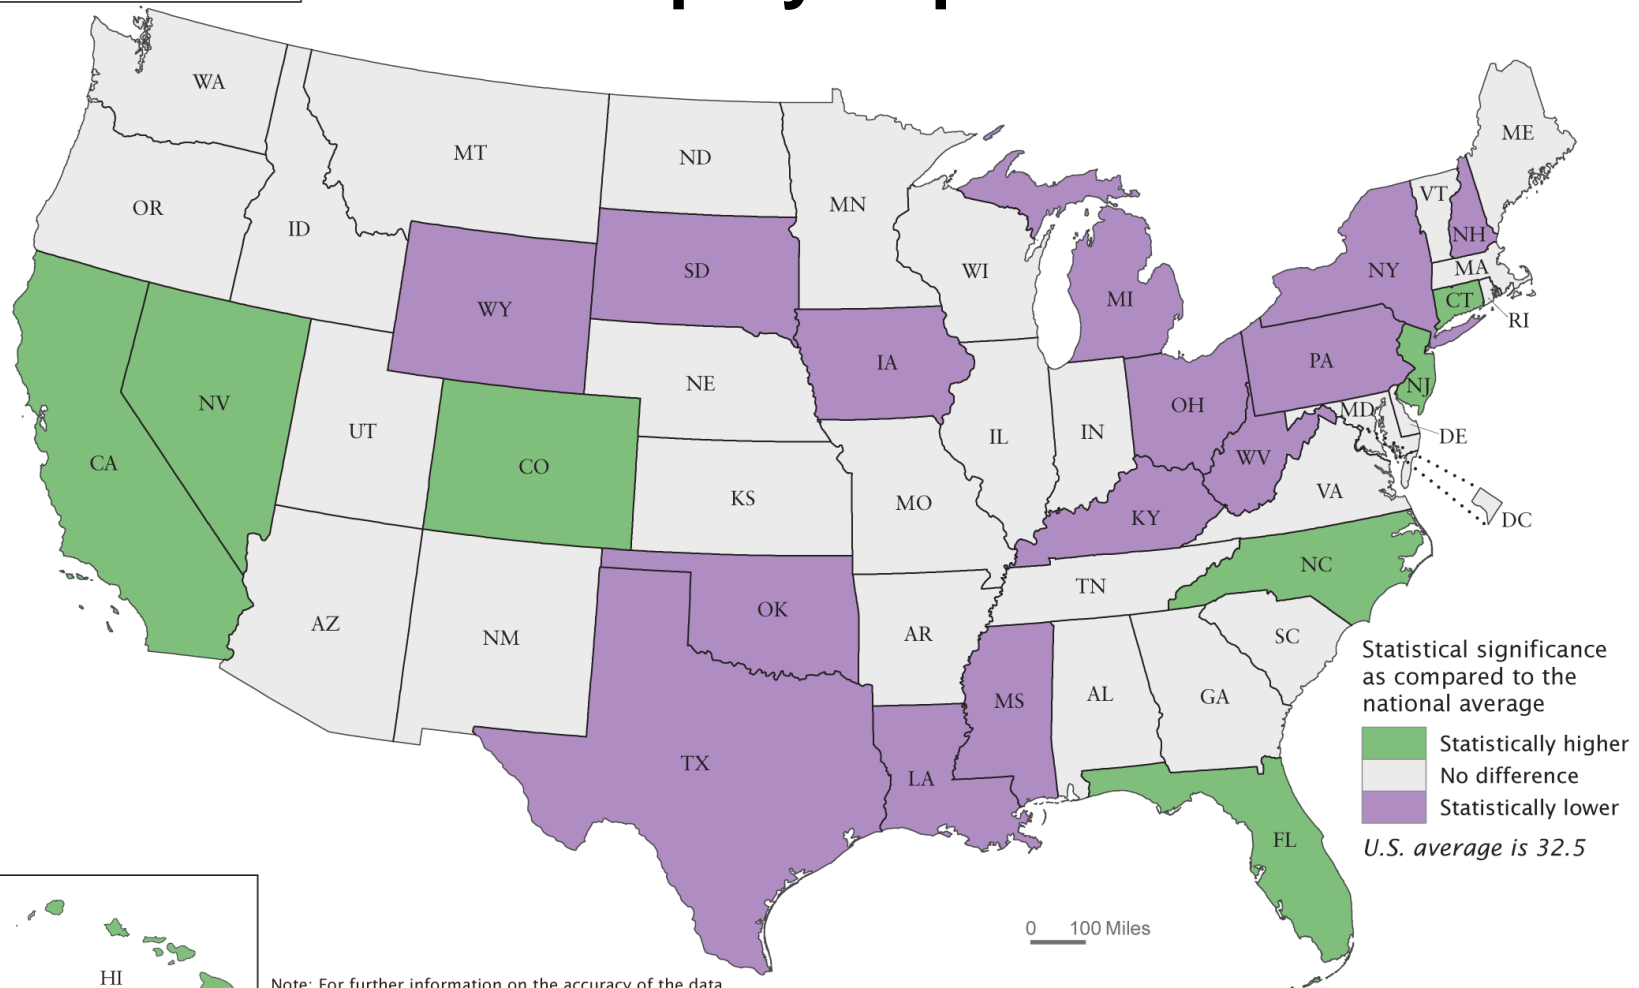 WA
ME
MT
ND
VT
OR
MN
ID
NH
WI
MA
SD
NY
MI
CT
WY
RI
IA
PA
NE
NJ
NV
OH
MD
UT
IN
IL
DE
WV
CA
CO
VA
KS
MO
KY
DC
NC
TN
OK
AZ
AR
NM
SC
Statistical significance
as compared to the
national average
MS
AL
GA
Statistically higher
TX
LA
No difference
Statistically lower
FL
U.S. average is 32.5
0 100 Miles
HI
Note: For further information on the accuracy of the data,